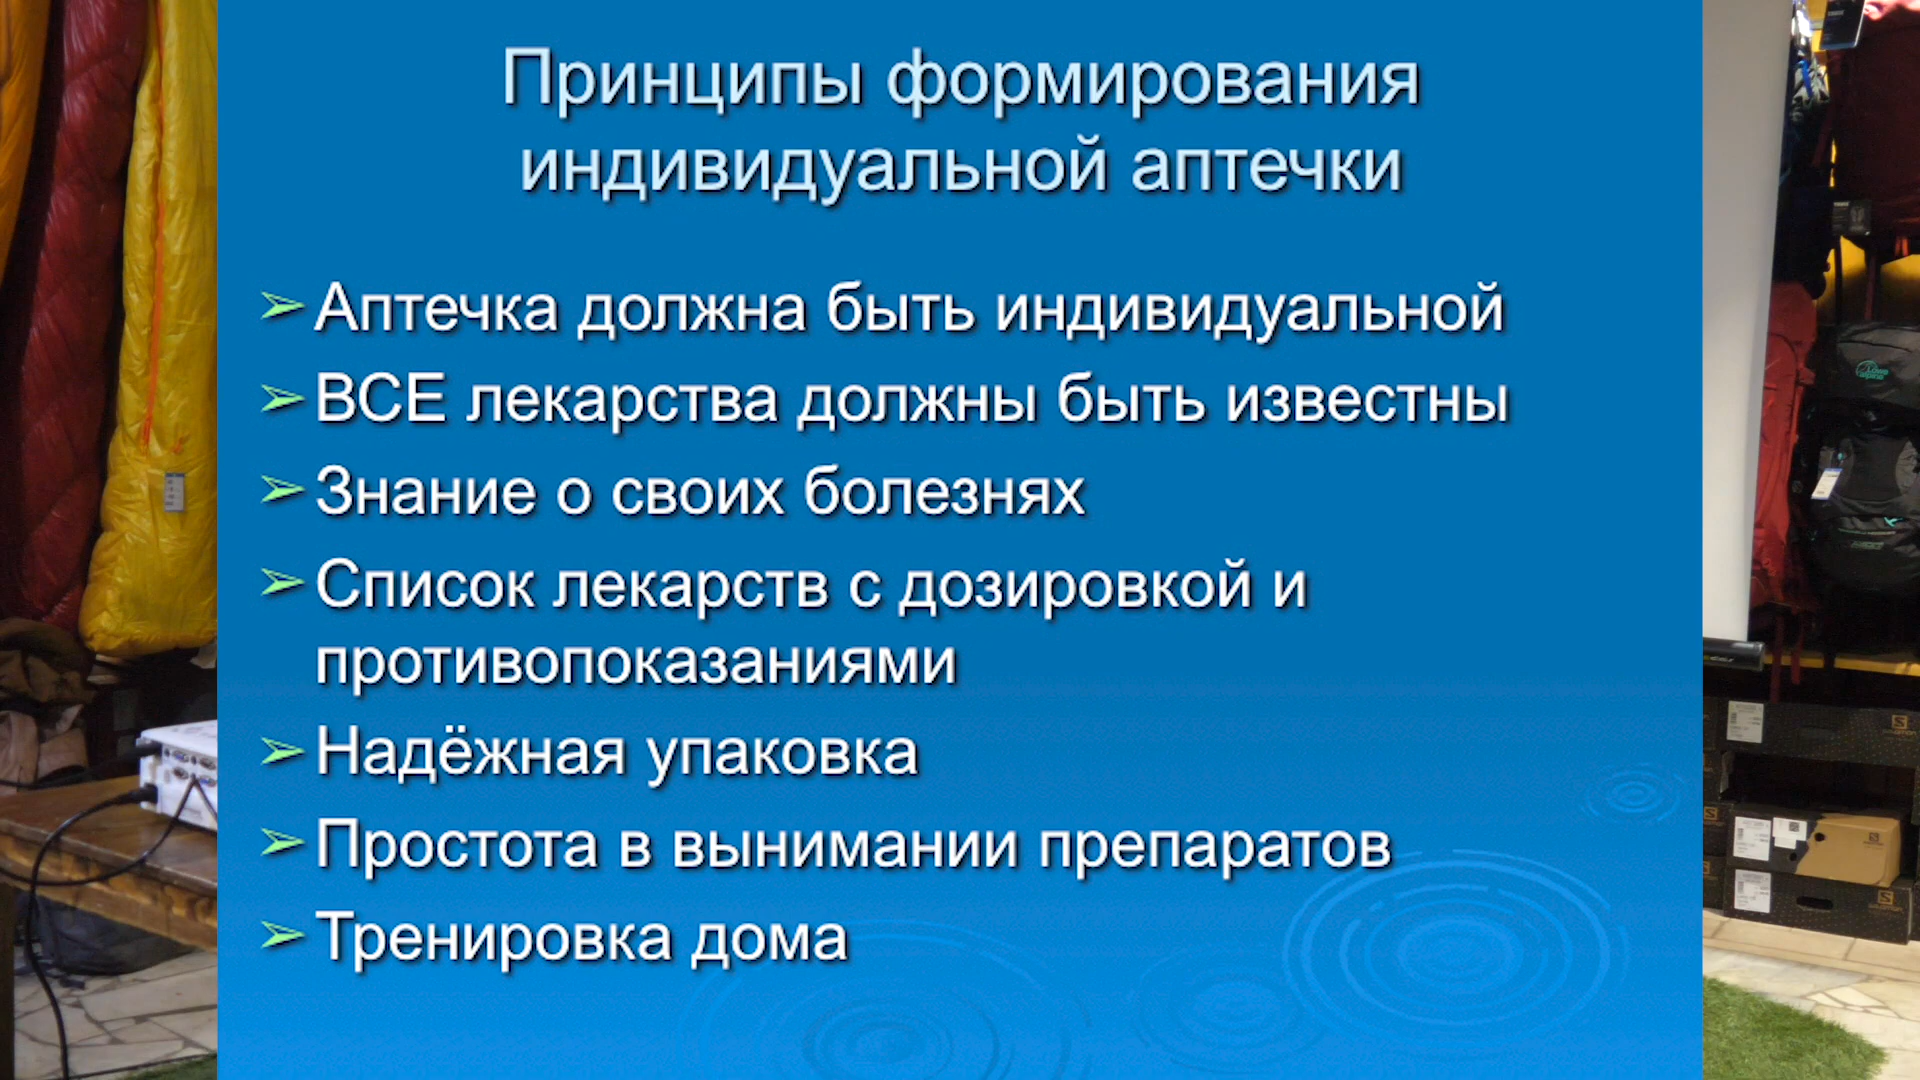 Принципы формирования
индивидуальной аптечки
Аптечка должна быть индивидуальной
ВСЕ лекарства должны быть известны
Знание о своих болезнях
Список лекарств с дозировкой и
противопоказаниями
Надёжная упаковка
Простота в вынимании препаратов
Тренировка дома